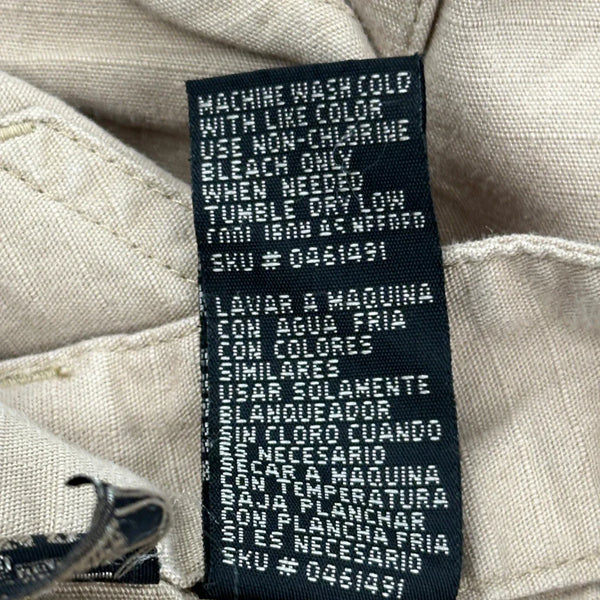 MACHINE WASH COLD
WITH LIKE COLOR
USE NON-CHLORINE
BLEACH ONLY
WHEN NEEDED
TUMBLE DRY LOW
COOL IRON AS NEEDED
SKU # 0461491
LAVAR A MAQUINA
CON AGUA FRIA
CON COLORES
SIMILARES
USAR SOLAMENTE
BLANQUEADOR
SIN CLORO CUANDO
ES NECESARIO
SECAR A MAQUINA
CON TEMPERATURA
BAJA PLANCHAR
CON PLANCHA FRIA
SI ES NECESARIO
SKU # 0461491